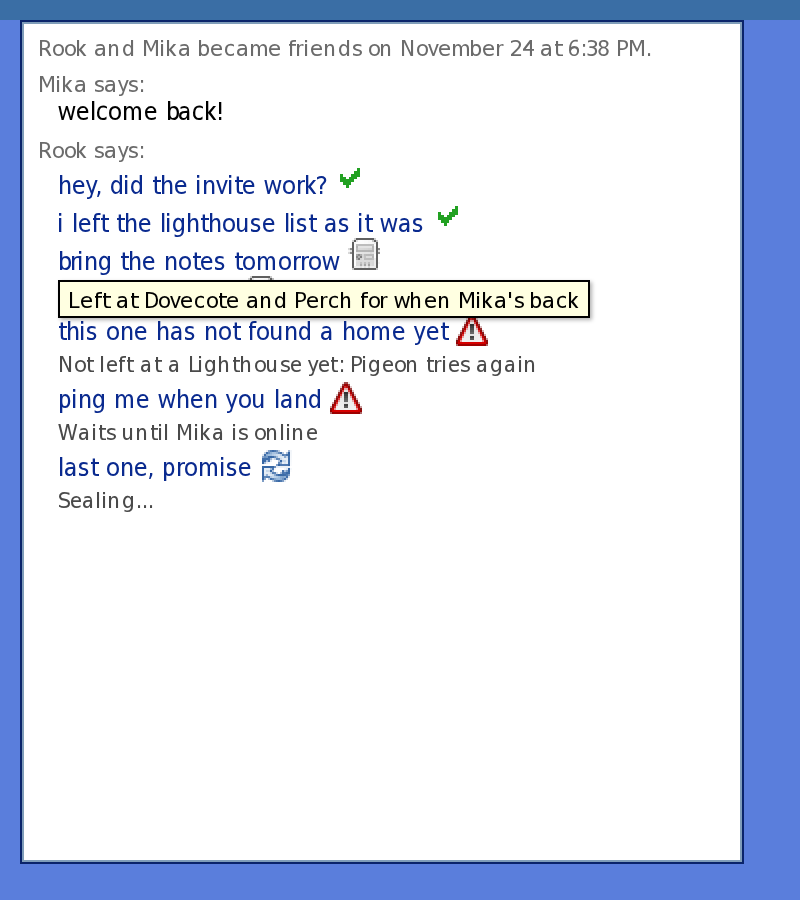 Rook and Mika became friends on November 24 at 6:38 PM.
Mika says:
welcome back!
Rook says:
hey, did the invite work?
i left the lighthouse list as it was
bring the notes tomorrow
Left at Dovecote and Perch for when Mika's back
this one has not found a home yet
Not left at a Lighthouse yet: Pigeon tries again
ping me when you land
Waits until Mika is online
last one, promise
Sealing...